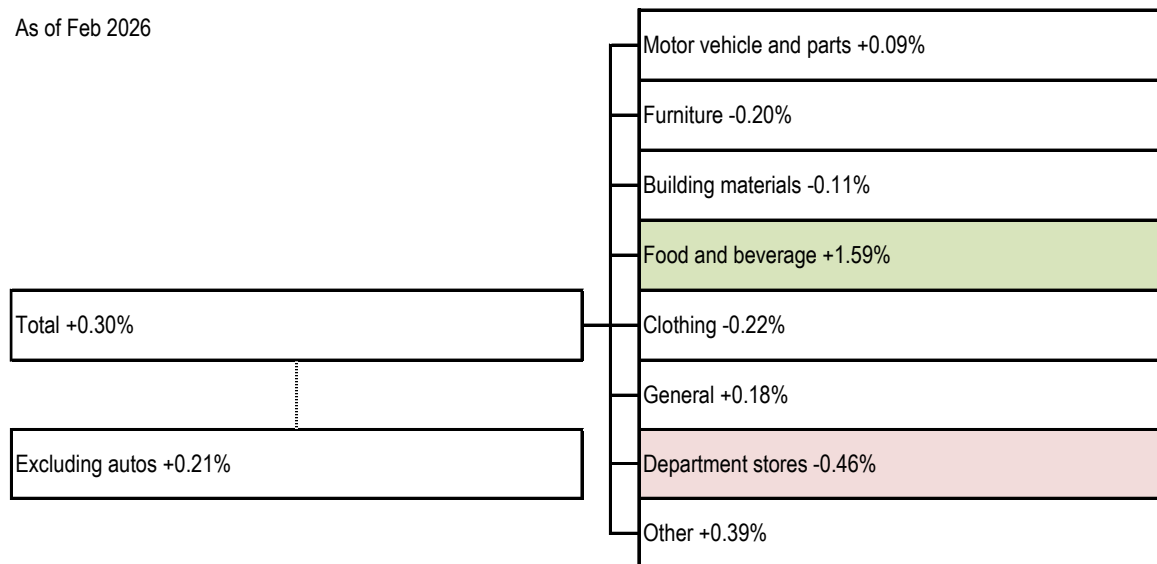 As of Feb 2026
Total +0.30%
Excluding autos +0.21%
Motor vehicle and parts +0.09%
Furniture -0.20%
Building materials -0.11%
Food and beverage +1.59%
Clothing -0.22%
General +0.18%
Department stores -0.46%
Other +0.39%